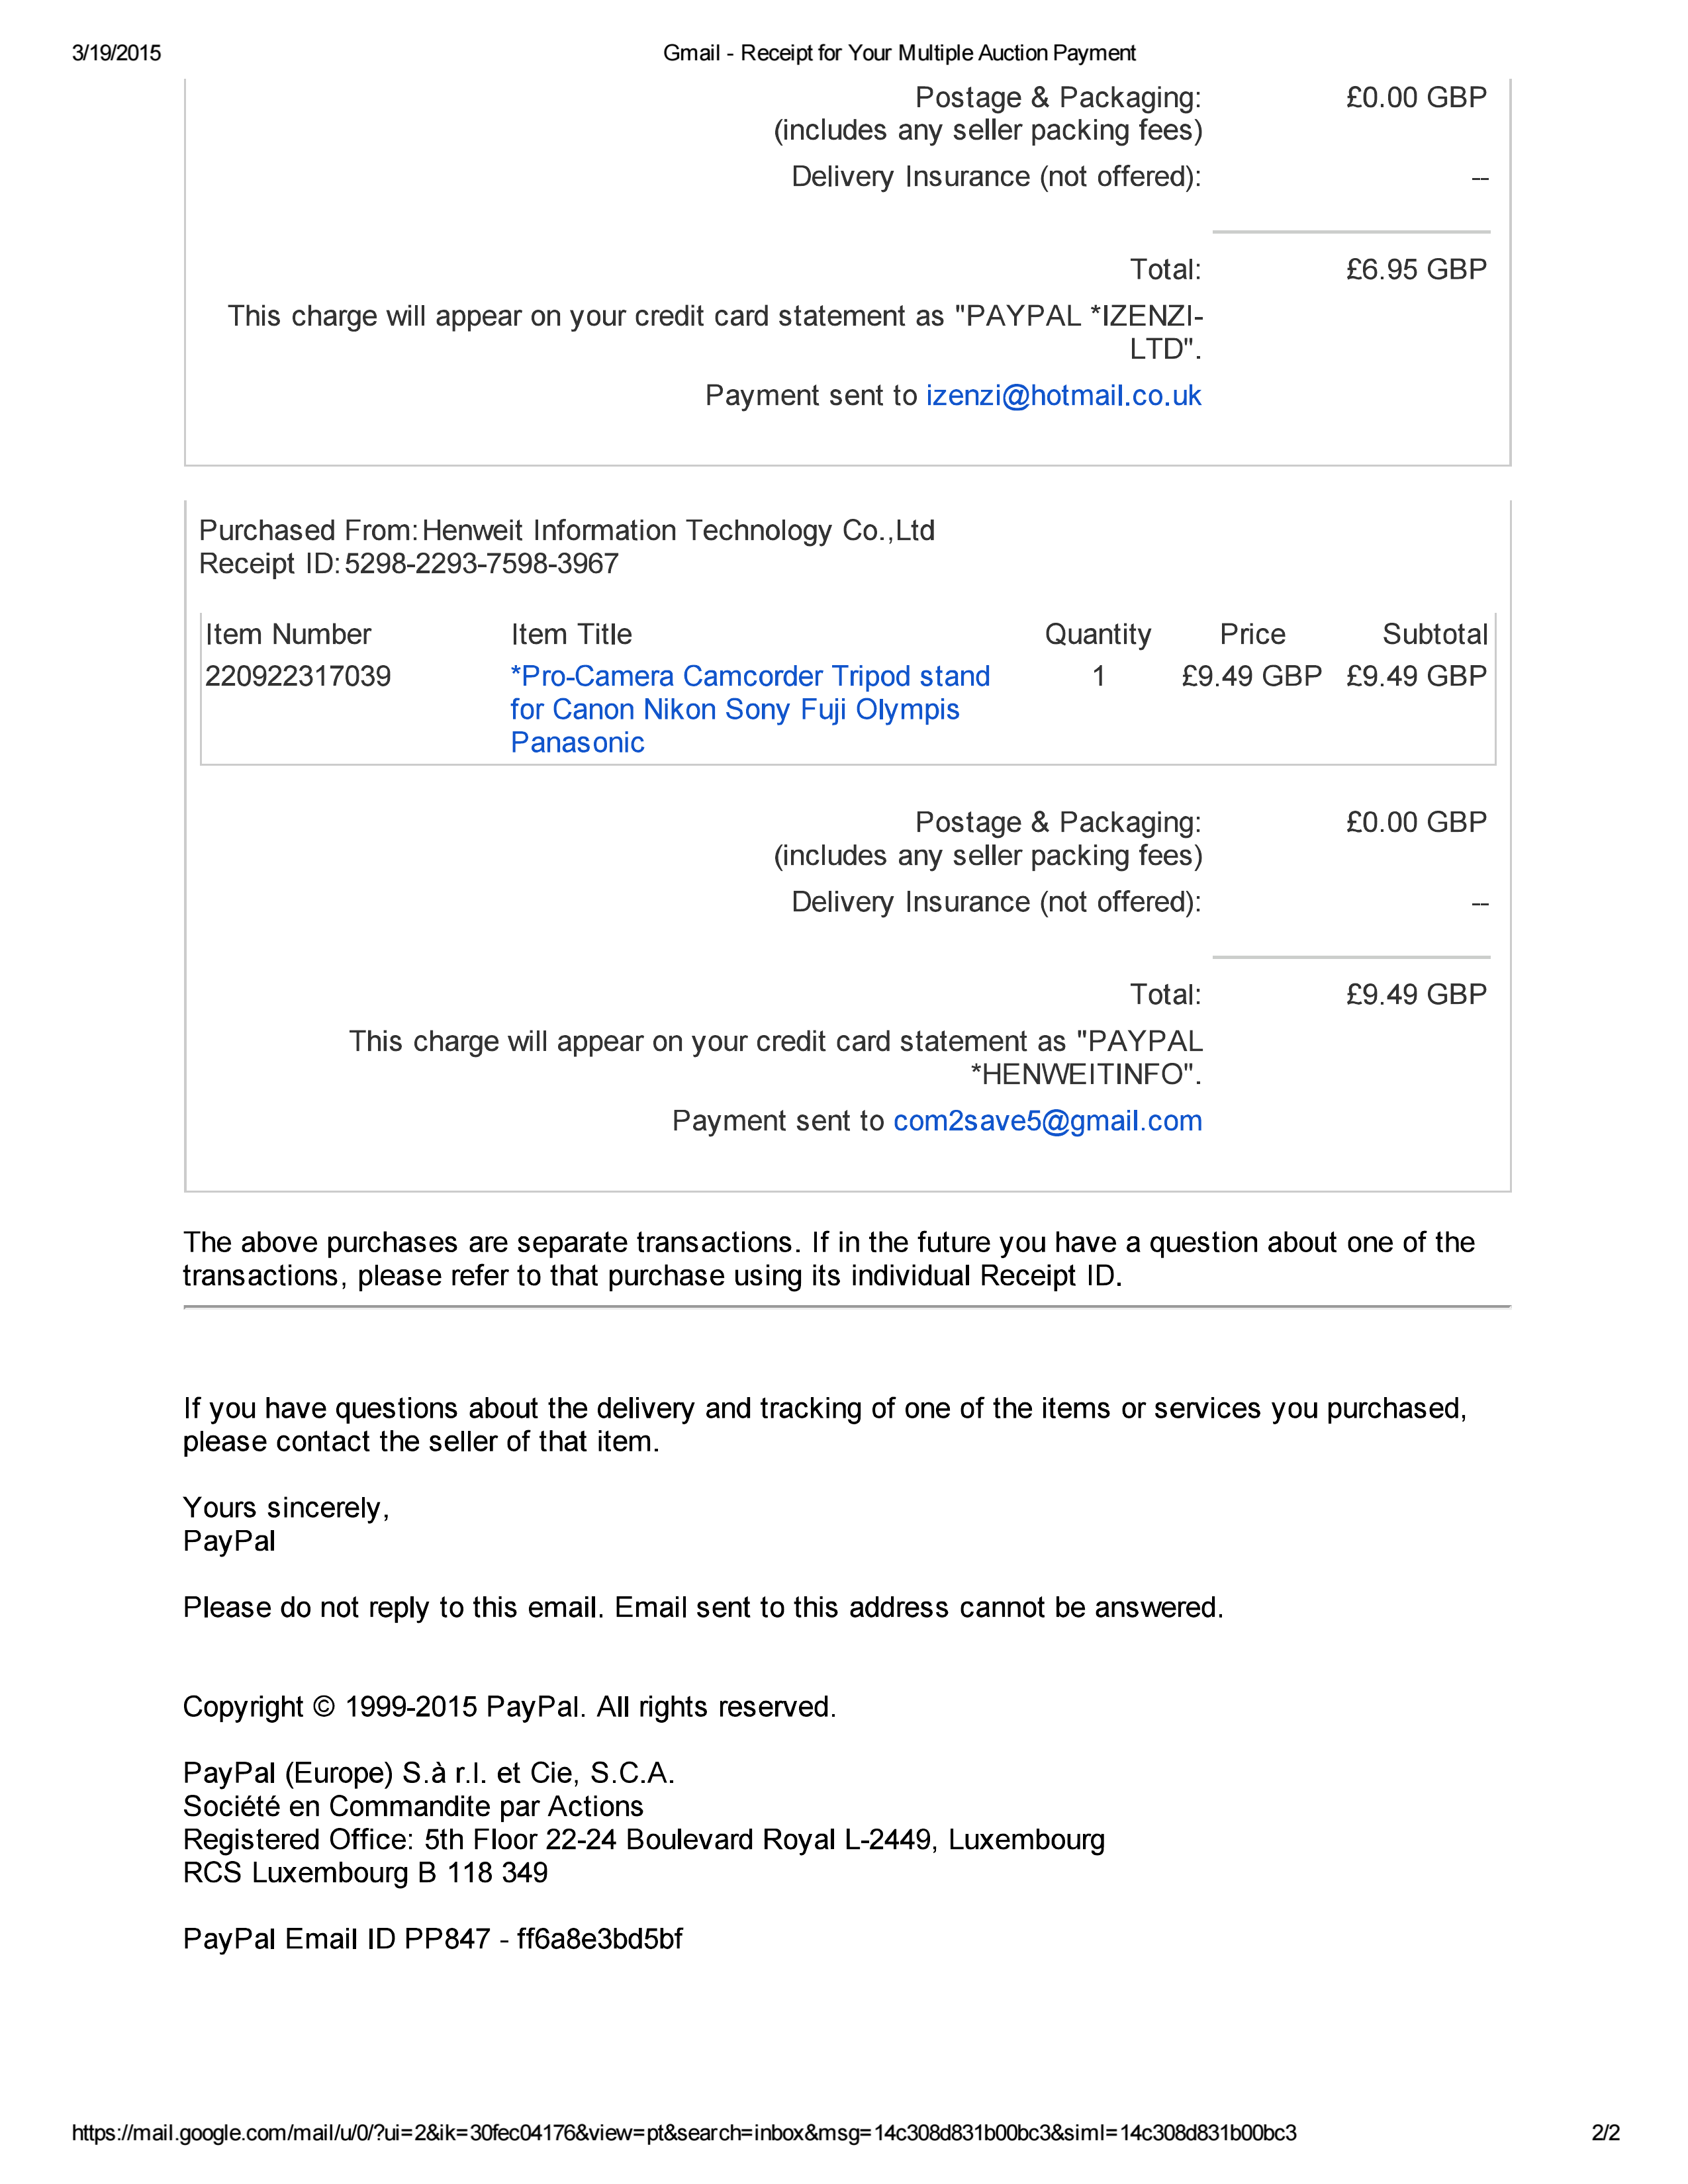 3/19/2015 Gmail - Receipt for Your Multiple Auction Payment
Postage & Packaging: £0.00 GBP
(includes any seller packing fees)
Delivery Insurance (not offered): --
Total: £6.95 GBP
This charge will appear on your credit card statement as "PAYPAL *IZENZI-
LTD".
Payment sent to izenzi@hotmail.co.uk
Purchased From: Henweit Information Technology Co.,Ltd
Receipt ID: 5298-2293-7598-3967
Item Number Item Title Quantity Price Subtotal
220922317039 *Pro-Camera Camcorder Tripod stand 1 £9.49 GBP £9.49 GBP
for Canon Nikon Sony Fuji Olympis
Panasonic
Postage & Packaging: £0.00 GBP
(includes any seller packing fees)
Delivery Insurance (not offered): --
Total: £9.49 GBP
This charge will appear on your credit card statement as "PAYPAL
*HENWEITINFO".
Payment sent to com2save5@gmail.com
The above purchases are separate transactions. If in the future you have a question about one of the
transactions, please refer to that purchase using its individual Receipt ID.
If you have questions about the delivery and tracking of one of the items or services you purchased,
please contact the seller of that item.
Yours sincerely,
PayPal
Please do not reply to this email. Email sent to this address cannot be answered.
Copyright © 1999-2015 PayPal. All rights reserved.
PayPal (Europe) S.à r.l. et Cie, S.C.A.
Société en Commandite par Actions
Registered Office: 5th Floor 22-24 Boulevard Royal L-2449, Luxembourg
RCS Luxembourg B 118 349
PayPal Email ID PP847 - ff6a8e3bd5bf
https://mail.google.com/mail/u/0/?ui=2&ik=30fec04176&view=pt&search=inbox&msg=14c308d831b00bc3&siml=14c308d831b00bc3 2/2